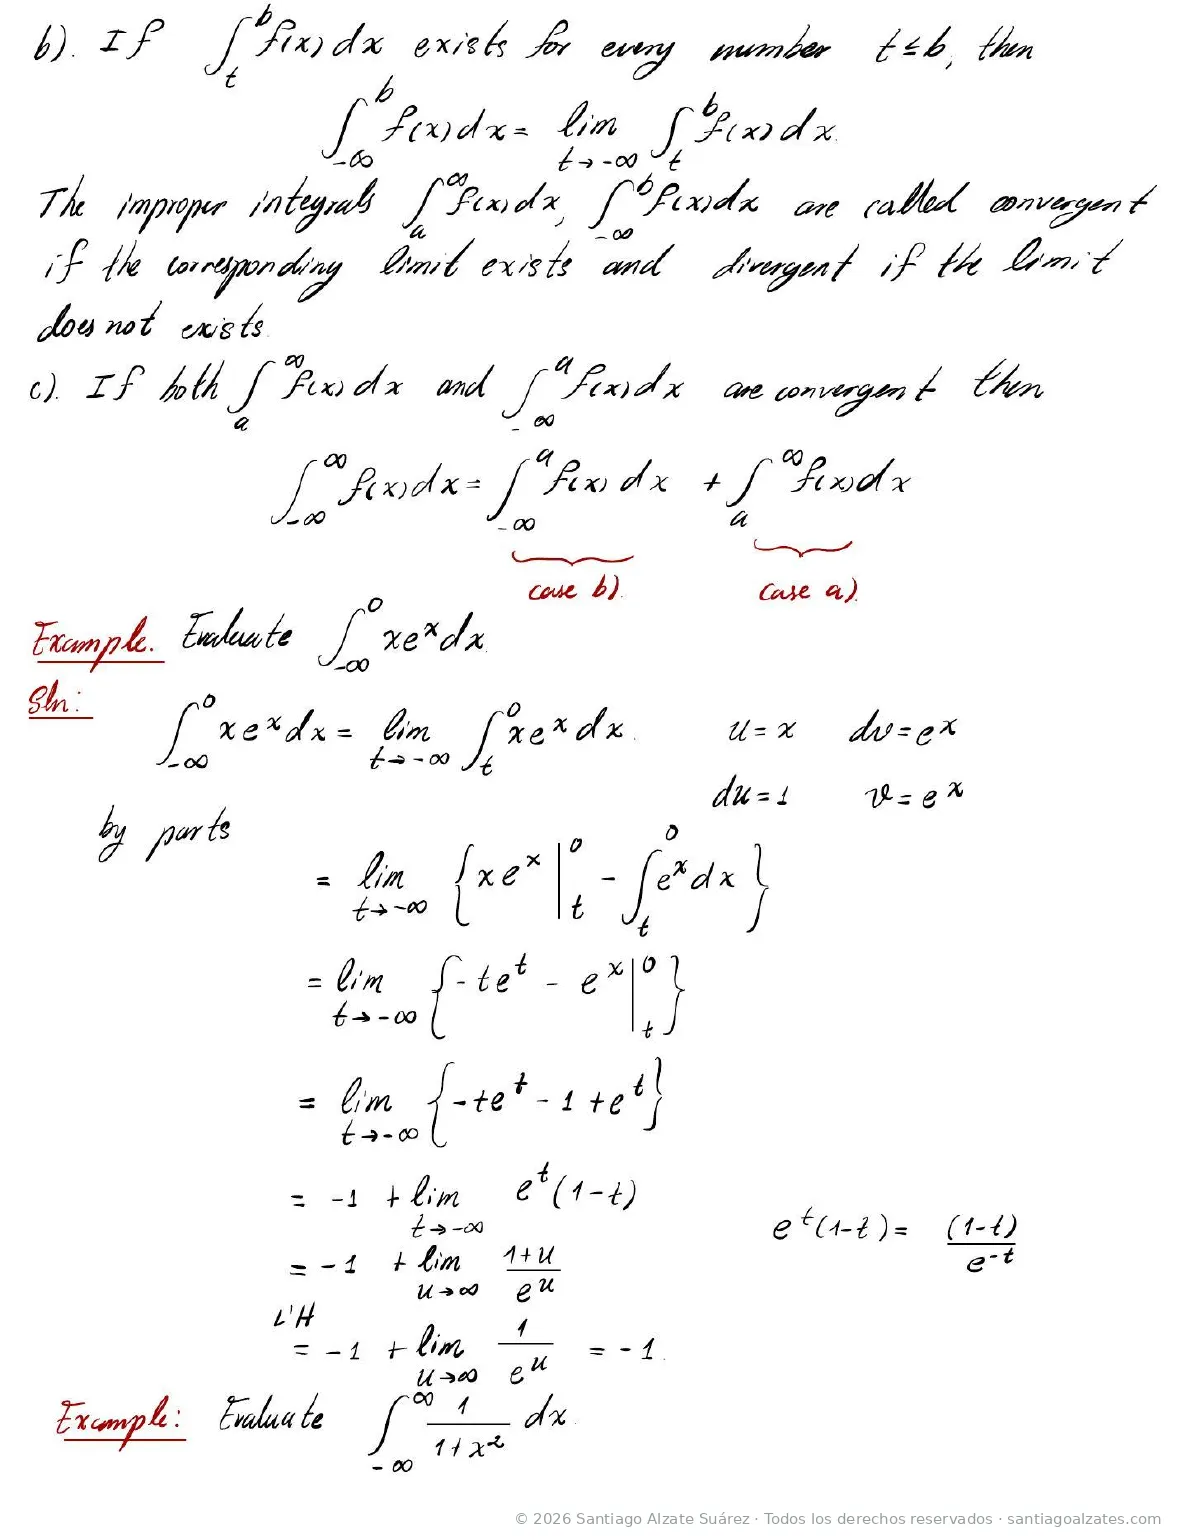 b). If ∫_t^b f(x) dx exists for every number t ≤ b, then
∫_{-∞}^b f(x) dx = lim_{t→-∞} ∫_t^b f(x) dx.
The improper integrals ∫_a^∞ f(x) dx, ∫_{-∞}^b f(x) dx are called convergent
if the corresponding limit exists and divergent if the limit
does not exists.
c). If both ∫_a^∞ f(x) dx and ∫_{-∞}^a f(x) dx are convergent then
∫_{-∞}^∞ f(x) dx = ∫_{-∞}^a f(x) dx + ∫_a^∞ f(x) dx
case b). case a).
Example. Evaluate ∫_{-∞}^0 xe^x dx.
Sln:
∫_{-∞}^0 xe^x dx = lim_{t→-∞} ∫_t^0 xe^x dx. u = x dv = e^x
du = 1 v = e^x
by parts
= lim_{t→-∞} { xe^x |_t^0 - ∫_t^0 e^x dx }
= lim_{t→-∞} { -te^t - e^x |_t^0 }
= lim_{t→-∞} { -te^t - 1 + e^t }
= -1 + lim_{t→-∞} e^t (1-t)
e^t (1-t) = (1-t)/e^{-t}
= -1 + lim_{u→∞} (1+u)/e^u
L'H
= -1 + lim_{u→∞} 1/e^u = -1.
Example: Evaluate ∫_{-∞}^∞ 1/(1+x^2) dx.
© 2026 Santiago Alzate Suárez · Todos los derechos reservados · santiagoalzates.com